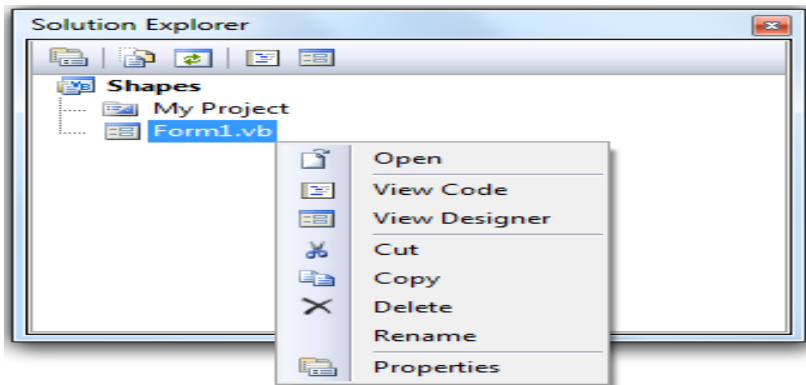 Solution Explorer
Shapes
My Project
Form1.vb
Open
View Code
View Designer
Cut
Copy
Delete
Rename
Properties